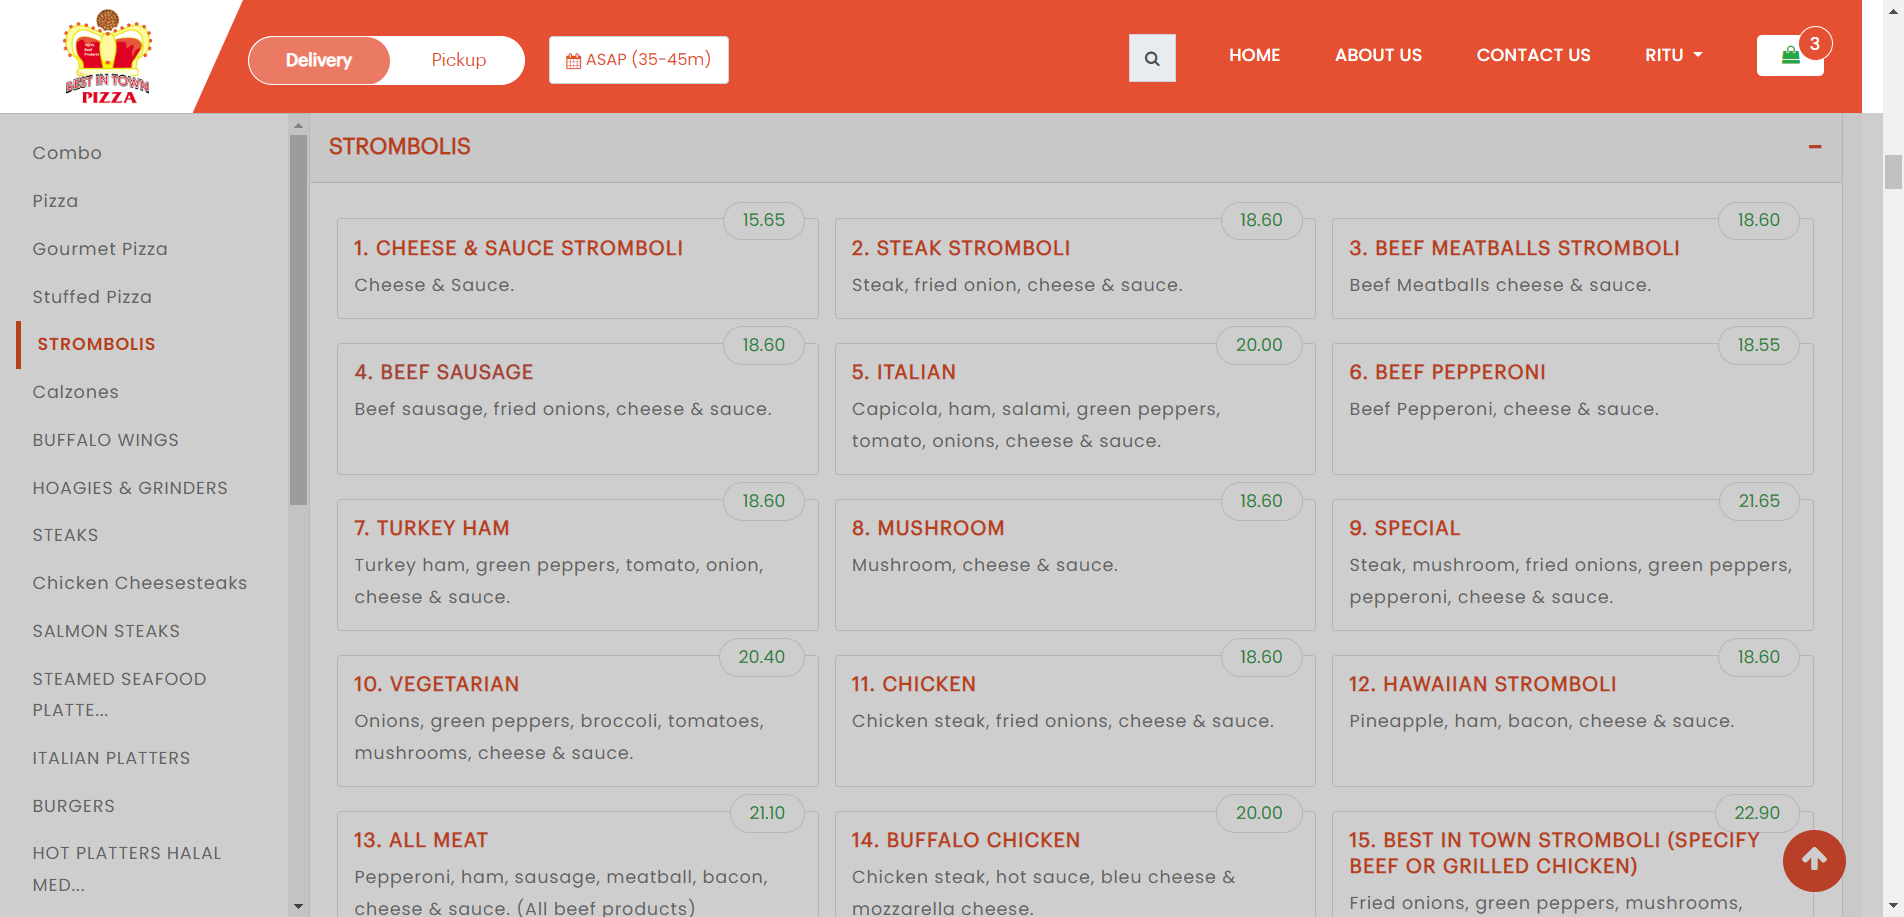 BEST IN TOWN
PIZZA
Delivery
Pickup
ASAP (35-45m)
HOME
ABOUT US
CONTACT US
RITU
3
Combo
Pizza
Gourmet Pizza
Stuffed Pizza
STROMBOLIS
Calzones
BUFFALO WINGS
HOAGIES & GRINDERS
STEAKS
Chicken Cheesesteaks
SALMON STEAKS
STEAMED SEAFOOD
PLATTE...
ITALIAN PLATTERS
BURGERS
HOT PLATTERS HALAL
MED...
STROMBOLIS
15.65
1. CHEESE & SAUCE STROMBOLI
Cheese & Sauce.
18.60
2. STEAK STROMBOLI
Steak, fried onion, cheese & sauce.
18.60
3. BEEF MEATBALLS STROMBOLI
Beef Meatballs cheese & sauce.
18.60
4. BEEF SAUSAGE
Beef sausage, fried onions, cheese & sauce.
20.00
5. ITALIAN
Capicola, ham, salami, green peppers,
tomato, onions, cheese & sauce.
18.55
6. BEEF PEPPERONI
Beef Pepperoni, cheese & sauce.
18.60
7. TURKEY HAM
Turkey ham, green peppers, tomato, onion,
cheese & sauce.
18.60
8. MUSHROOM
Mushroom, cheese & sauce.
21.65
9. SPECIAL
Steak, mushroom, fried onions, green peppers,
pepperoni, cheese & sauce.
20.40
10. VEGETARIAN
Onions, green peppers, broccoli, tomatoes,
mushrooms, cheese & sauce.
18.60
11. CHICKEN
Chicken steak, fried onions, cheese & sauce.
18.60
12. HAWAIIAN STROMBOLI
Pineapple, ham, bacon, cheese & sauce.
21.10
13. ALL MEAT
Pepperoni, ham, sausage, meatball, bacon,
cheese & sauce. (All beef products)
20.00
14. BUFFALO CHICKEN
Chicken steak, hot sauce, bleu cheese &
mozzarella cheese.
22.90
15. BEST IN TOWN STROMBOLI (SPECIFY
BEEF OR GRILLED CHICKEN)
Fried onions, green peppers, mushrooms,